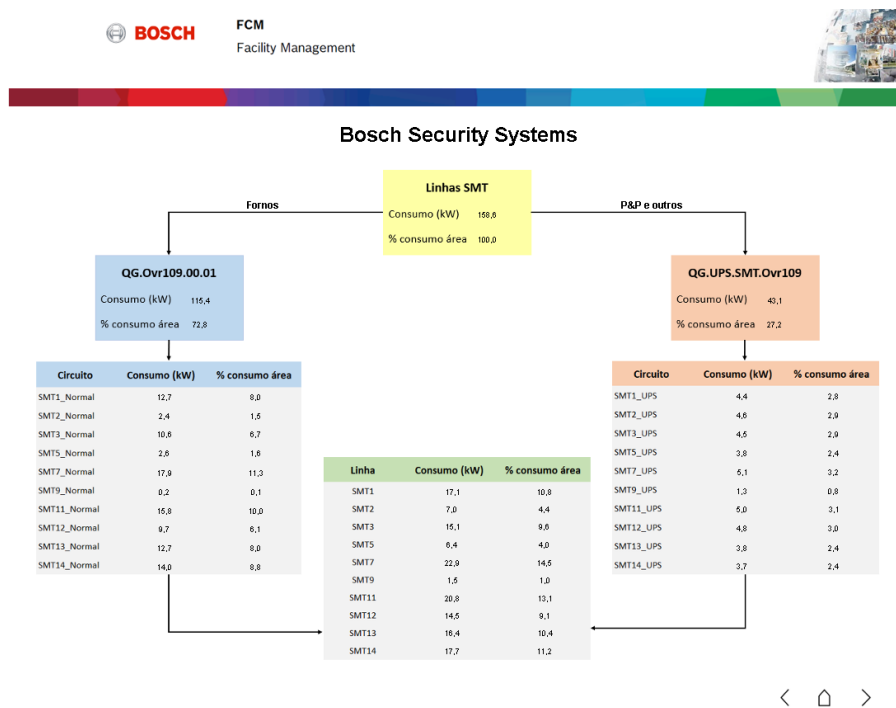 BOSCH
FCM
Facility Management
Bosch Security Systems
Linhas SMT
Consumo (kW) 158,6
% consumo área 100,0
Fornos
P&P e outros
QG.Ovr109.00.01
Consumo (kW) 115,4
% consumo área 72,8
QG.UPS.SMT.Ovr109
Consumo (kW) 43,1
% consumo área 27,2
Circuito Consumo (kW) % consumo área
SMT1_Normal 12,7 8,0
SMT2_Normal 2,4 1,5
SMT3_Normal 10,6 6,7
SMT5_Normal 2,6 1,6
SMT7_Normal 17,9 11,3
SMT9_Normal 0,2 0,1
SMT11_Normal 15,8 10,0
SMT12_Normal 9,7 6,1
SMT13_Normal 12,7 8,0
SMT14_Normal 14,0 8,8
Linha Consumo (kW) % consumo área
SMT1 17,1 10,8
SMT2 7,0 4,4
SMT3 15,1 9,6
SMT5 6,4 4,0
SMT7 22,9 14,5
SMT9 1,5 1,0
SMT11 20,8 13,1
SMT12 14,5 9,1
SMT13 16,4 10,4
SMT14 17,7 11,2
Circuito Consumo (kW) % consumo área
SMT1_UPS 4,4 2,8
SMT2_UPS 4,6 2,9
SMT3_UPS 4,5 2,9
SMT5_UPS 3,8 2,4
SMT7_UPS 5,1 3,2
SMT9_UPS 1,3 0,8
SMT11_UPS 5,0 3,1
SMT12_UPS 4,8 3,0
SMT13_UPS 3,8 2,4
SMT14_UPS 3,7 2,4